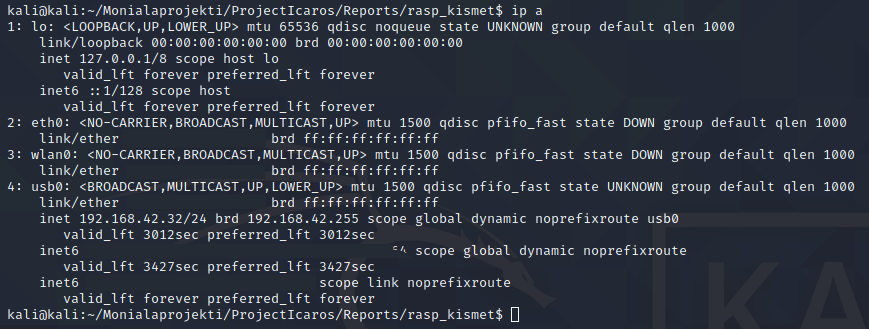 kali@kali:~/Monialaprojekti/ProjectIcaros/Reports/rasp_kismet$ ip a
1: lo: <LOOPBACK,UP,LOWER_UP> mtu 65536 qdisc noqueue state UNKNOWN group default qlen 1000
    link/loopback 00:00:00:00:00:00 brd 00:00:00:00:00:00
    inet 127.0.0.1/8 scope host lo
       valid_lft forever preferred_lft forever
    inet6 ::1/128 scope host
       valid_lft forever preferred_lft forever
2: eth0: <NO-CARRIER,BROADCAST,MULTICAST,UP> mtu 1500 qdisc pfifo_fast state DOWN group default qlen 1000
    link/ether brd ff:ff:ff:ff:ff:ff
3: wlan0: <NO-CARRIER,BROADCAST,MULTICAST,UP> mtu 1500 qdisc pfifo_fast state DOWN group default qlen 1000
    link/ether brd ff:ff:ff:ff:ff:ff
4: usb0: <BROADCAST,MULTICAST,UP,LOWER_UP> mtu 1500 qdisc pfifo_fast state UNKNOWN group default qlen 1000
    link/ether brd ff:ff:ff:ff:ff:ff
    inet 192.168.42.32/24 brd 192.168.42.255 scope global dynamic noprefixroute usb0
       valid_lft 3012sec preferred_lft 3012sec
    inet6 scope global dynamic noprefixroute
       valid_lft 3427sec preferred_lft 3427sec
    inet6 scope link noprefixroute
       valid_lft forever preferred_lft forever
kali@kali:~/Monialaprojekti/ProjectIcaros/Reports/rasp_kismet$
KA